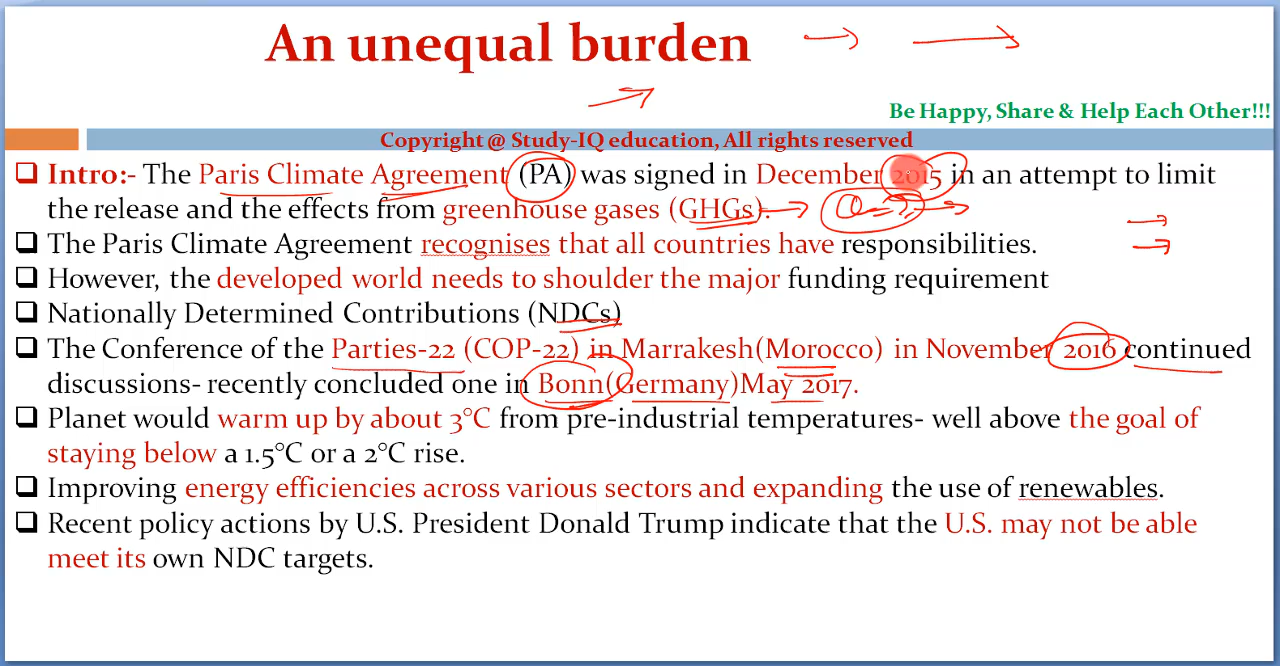 An unequal burden
Be Happy, Share & Help Each Other!!!
Copyright @ Study-IQ education, All rights reserved
Intro:- The Paris Climate Agreement (PA) was signed in December 2015 in an attempt to limit
the release and the effects from greenhouse gases (GHGs).
The Paris Climate Agreement recognises that all countries have responsibilities.
However, the developed world needs to shoulder the major funding requirement
Nationally Determined Contributions (NDCs)
The Conference of the Parties-22 (COP-22) in Marrakesh(Morocco) in November 2016 continued
discussions- recently concluded one in Bonn(Germany)May 2017.
Planet would warm up by about 3°C from pre-industrial temperatures- well above the goal of
staying below a 1.5°C or a 2°C rise.
Improving energy efficiencies across various sectors and expanding the use of renewables.
Recent policy actions by U.S. President Donald Trump indicate that the U.S. may not be able
meet its own NDC targets.